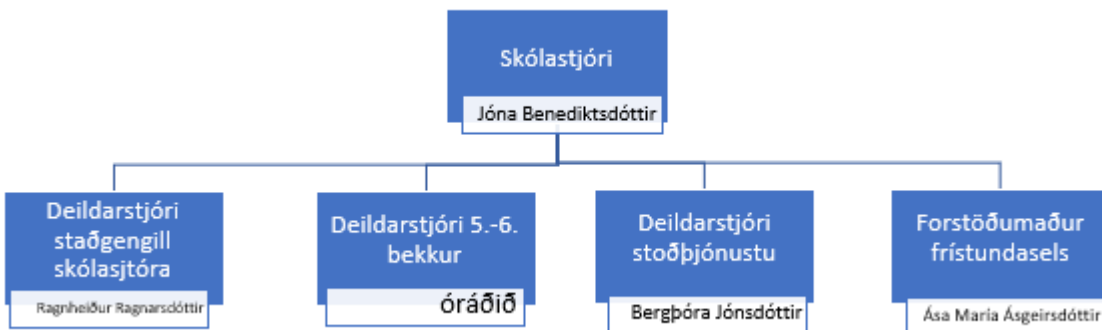 Skólastjóri
Jóna Benediktsdóttir
Deildarstjóri
staðgengill
skólasjtóra
Ragnheiður Ragnarsdóttir
Deildarstjóri 5.-6.
bekkur
óráðið
Deildarstjóri
stoðþjónustu
Bergþóra Jónsdóttir
Forstöðumaður
frístundasels
Ása María Ásgeirsdóttir